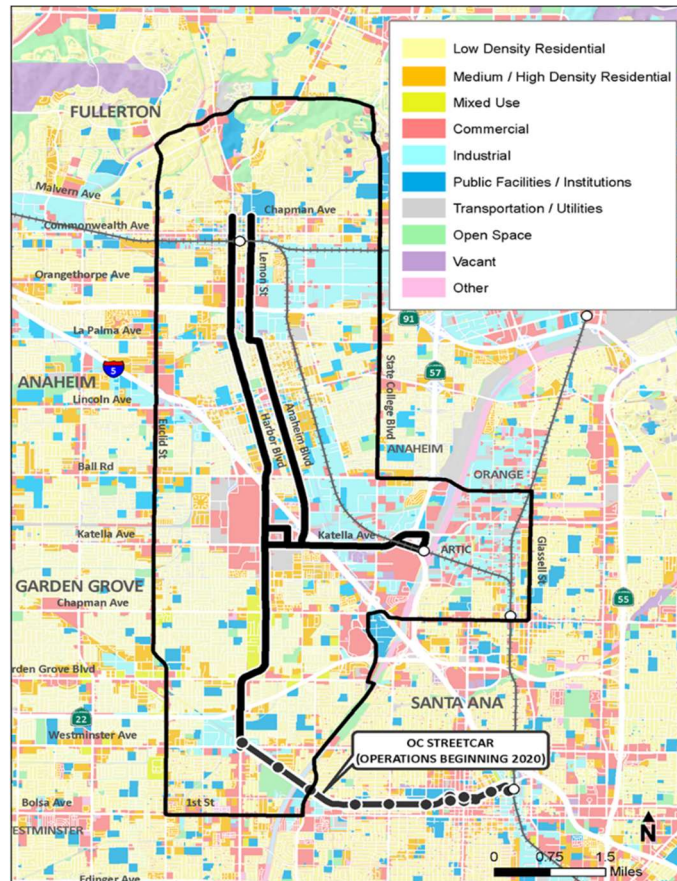 Low Density Residential
Medium / High Density Residential
Mixed Use
Commercial
Industrial
Public Facilities / Institutions
Transportation / Utilities
Open Space
Vacant
Other
FULLERTON
Malvern Ave
Chapman Ave
Commonwealth Ave
Lemon St
Orangethorpe Ave
La Palma Ave
91
5
57
State College Blvd
ANAHEIM
Lincoln Ave
Euclid St
Harbor Blvd
Anaheim Blvd
ANAHEIM
Ball Rd
ORANGE
Katella Ave
Katella Ave
ARTIC
Glassell St
GARDEN GROVE
Chapman Ave
55
rden Grove Blvd
SANTA ANA
22
Westminster Ave
OC STREETCAR
(OPERATIONS BEGINNING 2020)
Bolsa Ave
1st St
ESTMINSTER
N
Edinger Ave
0 0.75 1.5
Miles